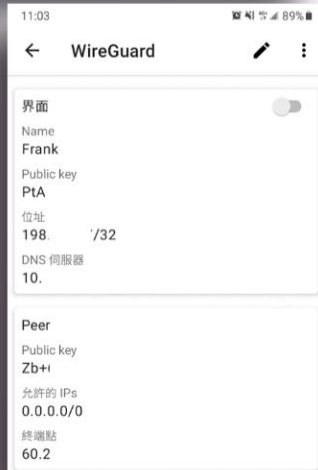 11:03 89%
WireGuard
界面
Name
Frank
Public key
PtA
位址
198. /32
DNS 伺服器
10.
Peer
Public key
Zb+
允許的 IPs
0.0.0.0/0
終端點
60.2